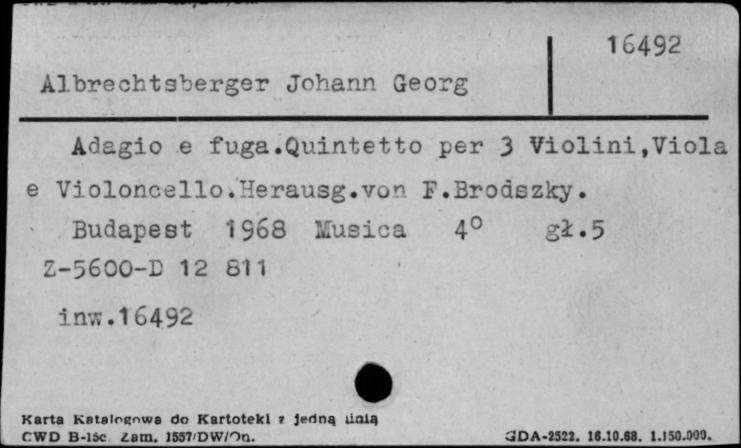 16492
Albrechtsberger Johann Georg
Adagio e fuga.Quintetto per 3 Violini,Viola
e Violoncello.Herausg.von F.Brodszky.
Budapest 1968 Musica 4° gł.5
Z-5600-D 12 811
inw.16492
Karta Katalogowa do Kartoteki z jedną linią
CWD B-15c. Zam. 1557/DW/On.
GDA-2522. 16.10.68. 1.150.000.